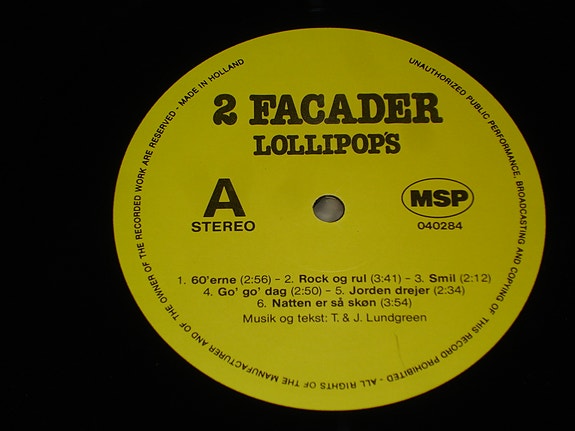 2 FACADER
LOLLIPOP'S
A
STEREO
MSP
040284
1. 60'erne (2:56) - 2. Rock og rul (3:41) - 3. Smil (2:12)
4. Go' go' dag (2:50) - 5. Jorden drejer (2:34)
6. Natten er så skøn (3:54)
Musik og tekst: T. & J. Lundgreen
UNAUTHORIZED PUBLIC PERFORMANCE, BROADCASTING AND COPYING OF THIS RECORD PROHIBITED - ALL RIGHTS OF THE MANUFACTURER AND OF THE OWNER OF THE RECORDED WORK ARE RESERVED - MADE IN HOLLAND